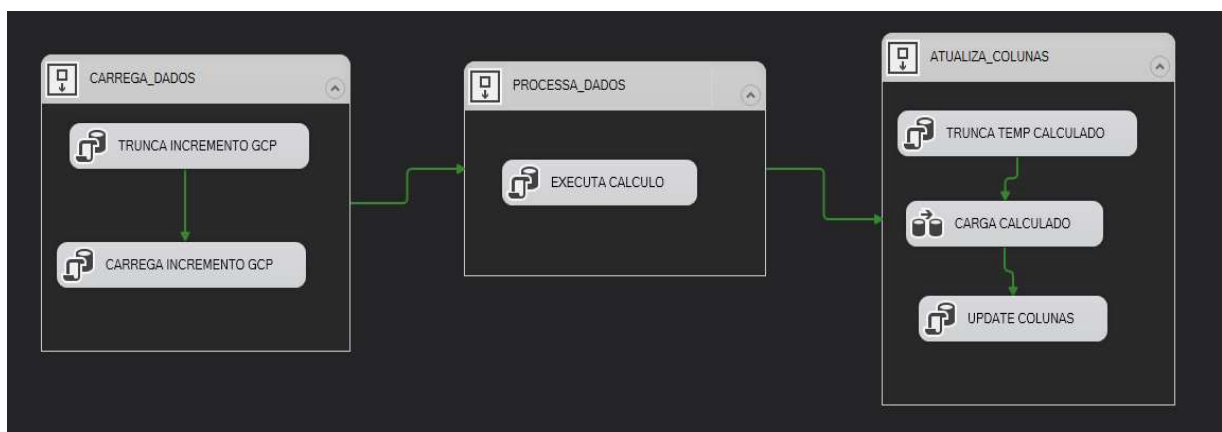 CARREGA_DADOS
TRUNCA INCREMENTO GCP
CARREGA INCREMENTO GCP
PROCESSA_DADOS
EXECUTA CALCULO
ATUALIZA_COLUNAS
TRUNCA TEMP CALCULADO
CARGA CALCULADO
UPDATE COLUNAS